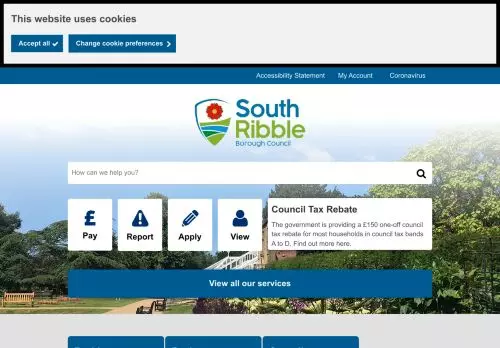 This website uses cookies
Accept all
Change cookie preferences
Accessibility Statement
My Account
Coronavirus
South
Ribble
Borough Council
How can we help you?
£
Pay
Report
Apply
View
Council Tax Rebate
The government is providing a £150 one-off council
tax rebate for most households in council tax bands
A to D. Find out more here.
View all our services